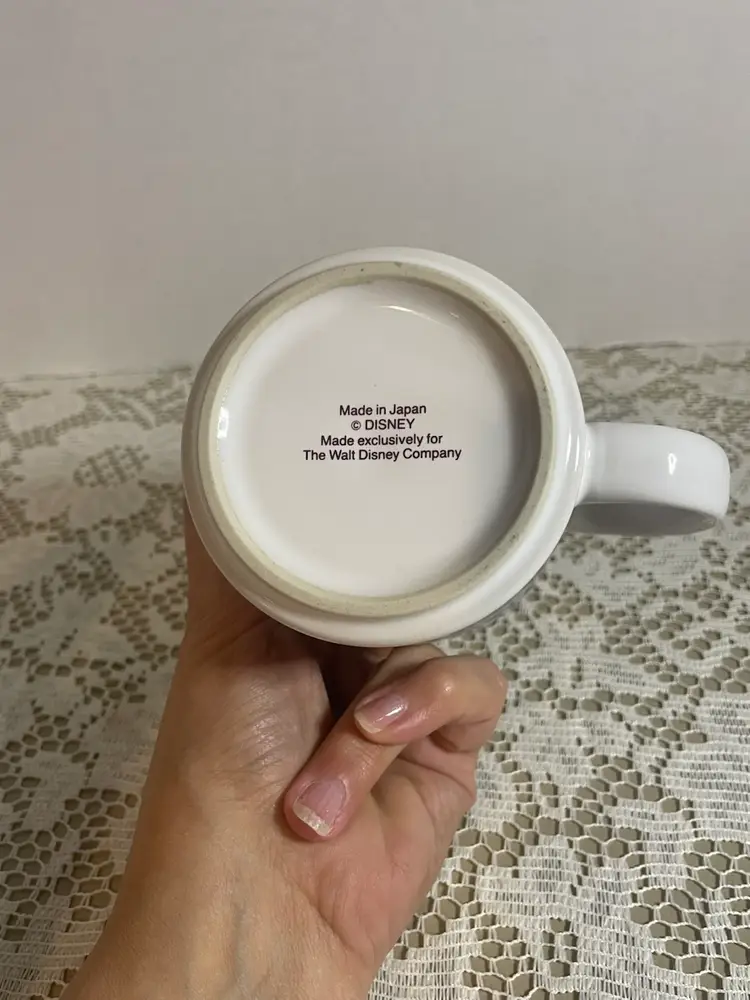 Made in Japan
© DISNEY
Made exclusively for
The Walt Disney Company